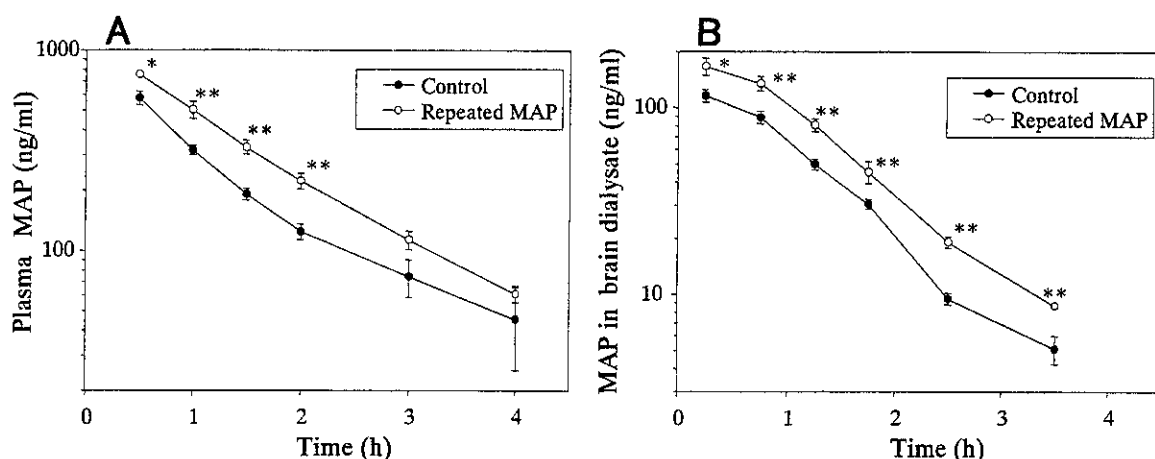 A
Plasma MAP (ng/ml)
1000
100
Control
Repeated MAP
*
**
**
**
0 1 2 3 4
Time (h)
B
MAP in brain dialysate (ng/ml)
100
10
Control
Repeated MAP
*
**
**
**
**
**
0 1 2 3 4
Time (h)